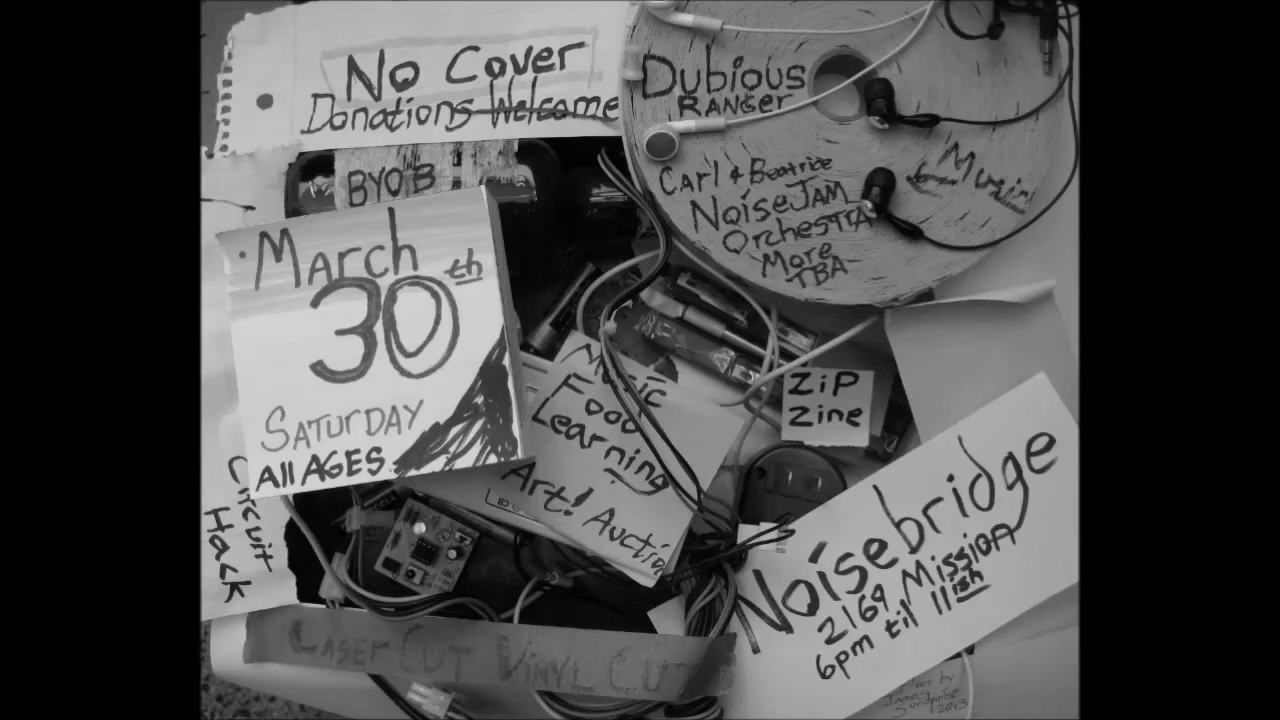 No Cover
Donations Welcome
BYOB
Dubious
RANGER
Carl & Beatrice
NoiseJAM
OrchesTRA
More
TBA
Music
March
30th
SATURDAY
All AGES
Music
Food
Learning
Art! Auction
ZiP
Zine
Circuit
Hack
Noisebridge
2169 Mission
6pm til 11ish
LASER CUT VINYL CUT
2013